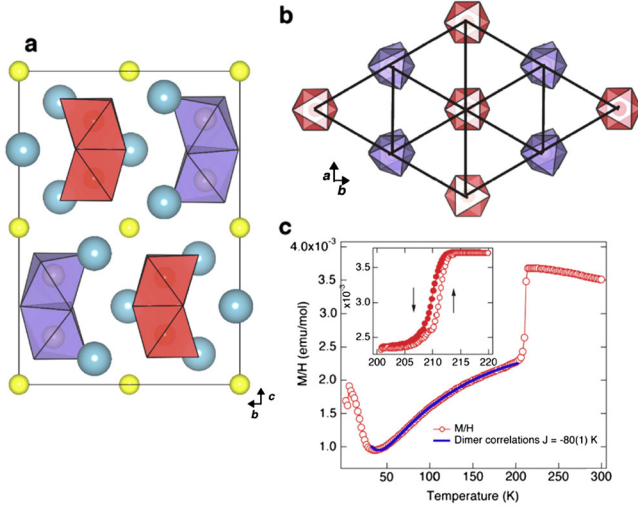 a
b
c
b
a
b
c
4.0x10⁻³
3.5
3.0
2.5
2.0
1.5
1.0
M/H (emu/mol)
x10⁻³
3.5
3.0
2.5
200
205
210
215
220
M/H
Dimer correlations J = -80(1) K
50
100
150
200
250
300
Temperature (K)